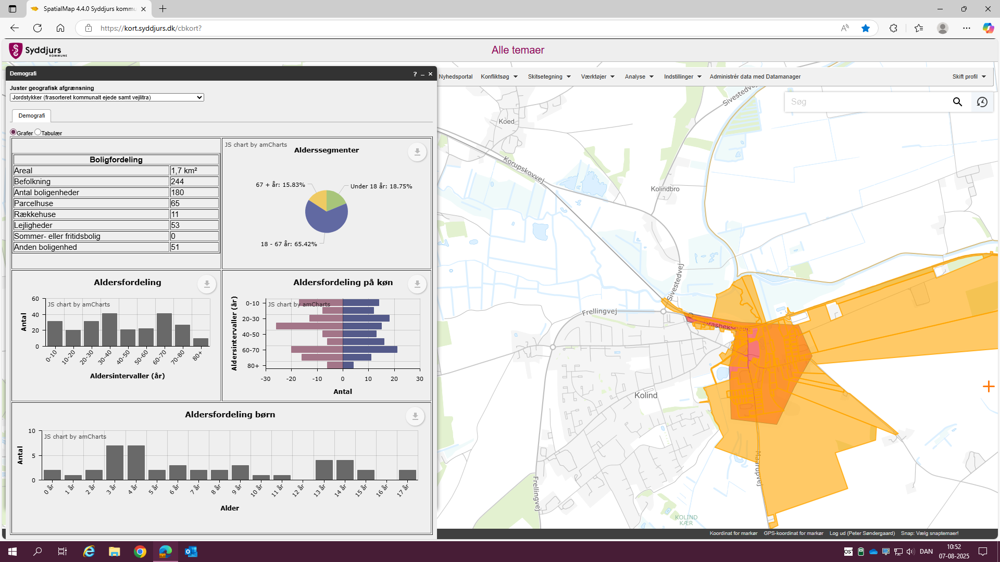 SpatialMap 4.4.0 Syddjurs kommu
https://kort.syddjurs.dk/cbkort?
Syddjurs
KOMMUNE
Alle temaer
Demografi
? _ ×
Nyhedsportal
Konfliktsøg
Skitsetegning
Værktøjer
Analyse
Indstillinger
Administrér data med Datamanager
Skift profil
Søg
Juster geografisk afgrænsning
Jordstykker (frasorteret kommunalt ejede samt vejlitra)
Demografi
Grafer Tabulær
Boligfordeling
Areal 1,7 km²
Befolkning 244
Antal boligenheder 180
Parcelhuse 65
Rækkehuse 11
Lejligheder 53
Sommer- eller fritidsbolig 0
Anden boligenhed 51
JS chart by amCharts
Alderssegmenter
67 + år: 15.83%
Under 18 år: 18.75%
18 - 67 år: 65.42%
Aldersfordeling
JS chart by amCharts
Antal
60
40
20
0
0-10 10-20 20-30 30-40 40-50 50-60 60-70 70-80 80+
Aldersintervaller (år)
Aldersfordeling på køn
JS chart by amCharts
Aldersintervaller (år)
0-10
20-30
40-50
60-70
80+
-30 -20 -10 0 10 20 30
Antal
Aldersfordeling børn
JS chart by amCharts
Antal
10
5
0
0 år 1 år 2 år 3 år 4 år 5 år 6 år 7 år 8 år 9 år 10 år 11 år 12 år 13 år 14 år 15 år 16 år 17 år
Alder
Sivestedvej
Koed
Korupskovvej
Kolindbro
Sivestedvej
Frellingvej
Kolind
Maarupvej
Frellingvej
KOLIND
KÆR
Koordinat for markør
GPS-koordinat for markør
Log ud (Peter Søndergaard)
Snap: Vælg snaptemaer!
DAN
10:52
07-08-2025